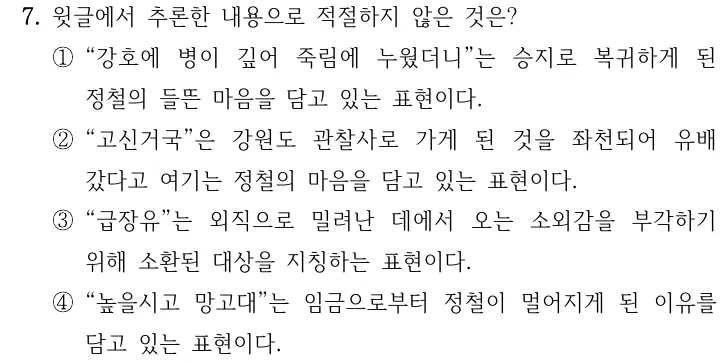 7. 윗글에서 추론한 내용으로 적절하지 않은 것은?
① “강호에 병이 깊어 죽림에 누웠더니”는 승지로 복귀하게 된
정철의 들뜬 마음을 담고 있는 표현이다.
② “고신거국”은 강원도 관찰사로 가게 된 것을 좌천되어 유배
갔다고 여기는 정철의 마음을 담고 있는 표현이다.
③ “급장유”는 외직으로 밀려난 데에서 오는 소외감을 부각하기
위해 소환된 대상을 지칭하는 표현이다.
④ “높을시고 망고대”는 임금으로부터 정철이 멀어지게 된 이유를
담고 있는 표현이다.